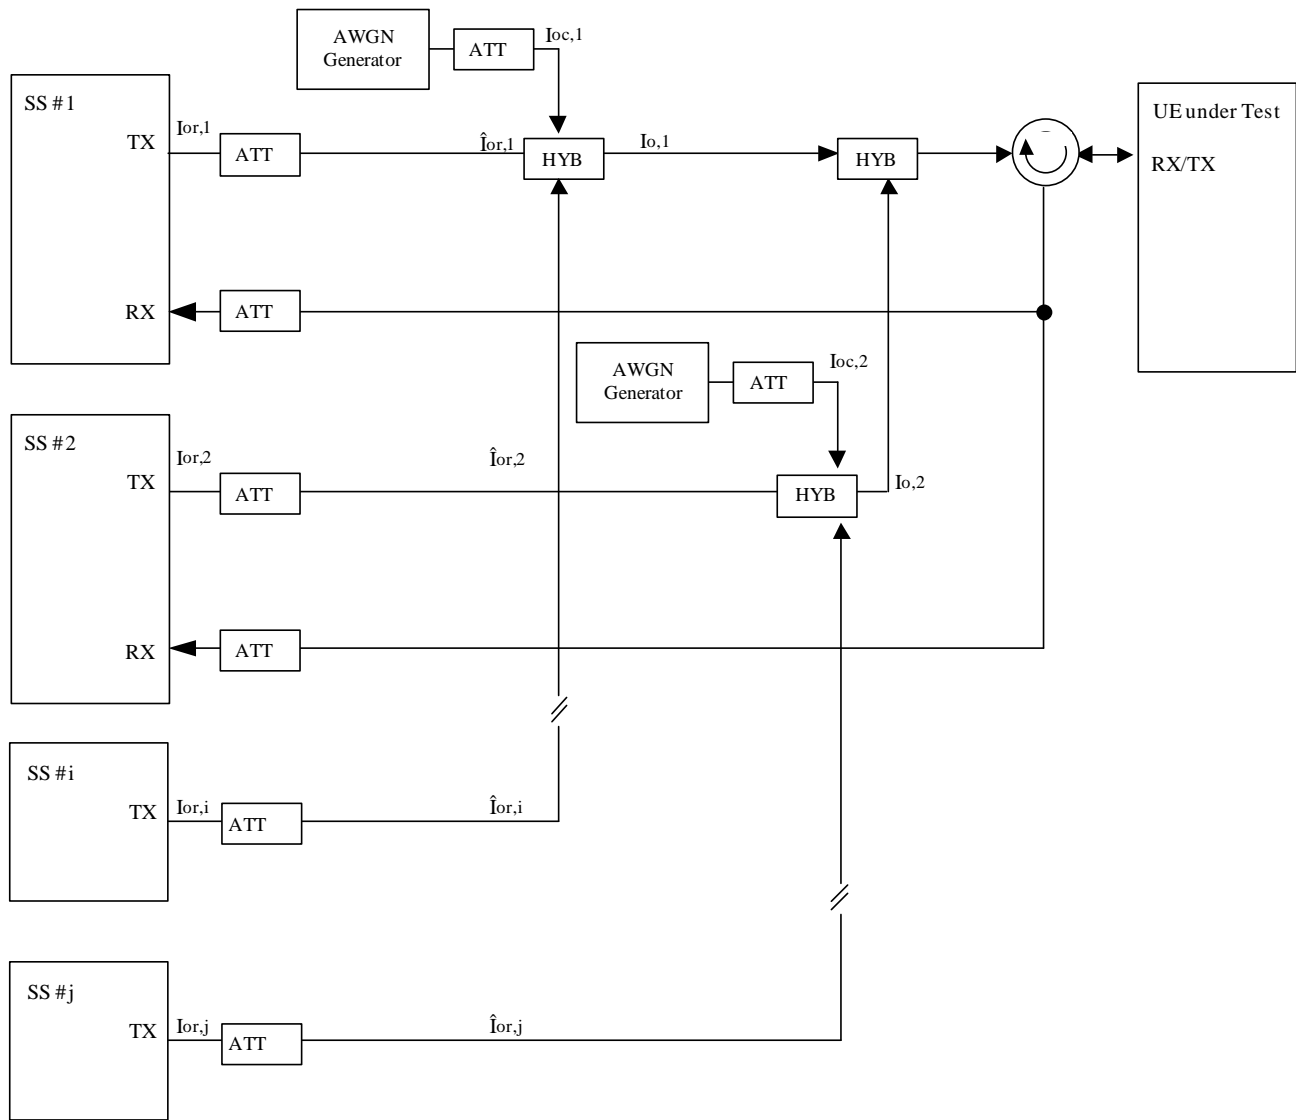 AWGN
Generator
ATT
Ioc,1
SS #1
TX
Ior,1
ATT
Îor,1
HYB
Io,1
HYB
UE under Test
RX/TX
RX
ATT
AWGN
Generator
ATT
Ioc,2
SS #2
TX
Ior,2
ATT
Îor,2
HYB
Io,2
RX
ATT
SS #i
TX
Ior,i
ATT
Îor,i
SS #j
TX
Ior,j
ATT
Îor,j